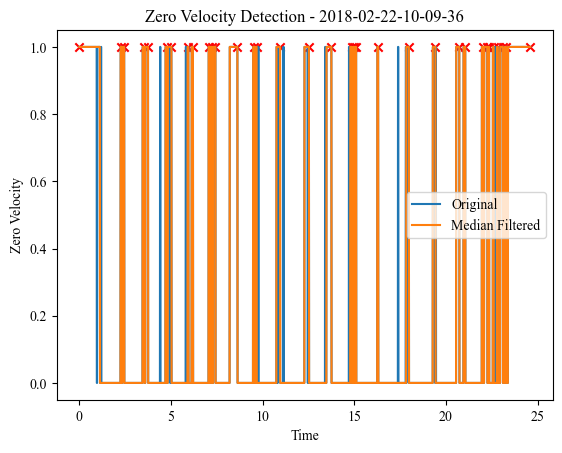 Zero Velocity Detection - 2018-02-22-10-09-36
1.0
0.8
0.6
0.4
0.2
0.0
Zero Velocity
Original
Median Filtered
0 5 10 15 20 25
Time